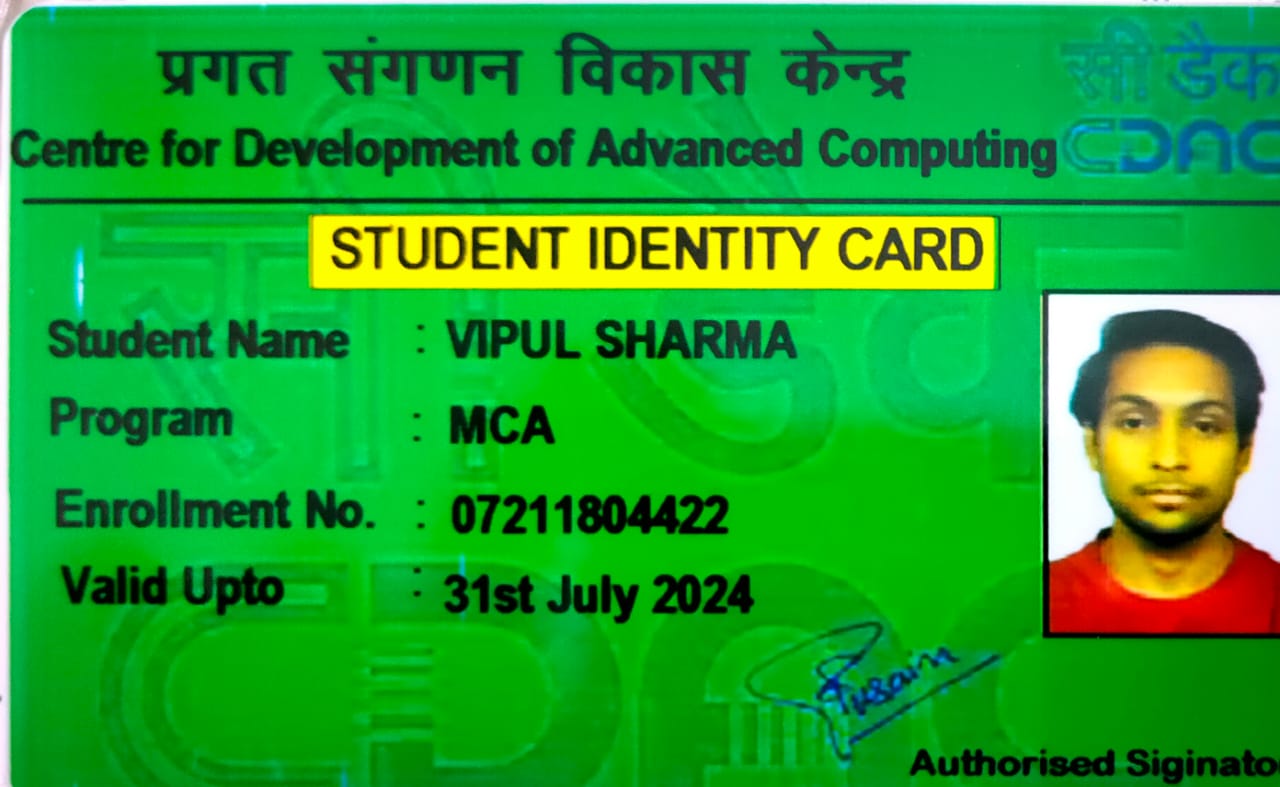 प्रगत संगणन विकास केन्द्र
सी डैक
Centre for Development of Advanced Computing
CDAC
STUDENT IDENTITY CARD
Student Name : VIPUL SHARMA
Program : MCA
Enrollment No. : 07211804422
Valid Upto : 31st July 2024
Authorised Siginato